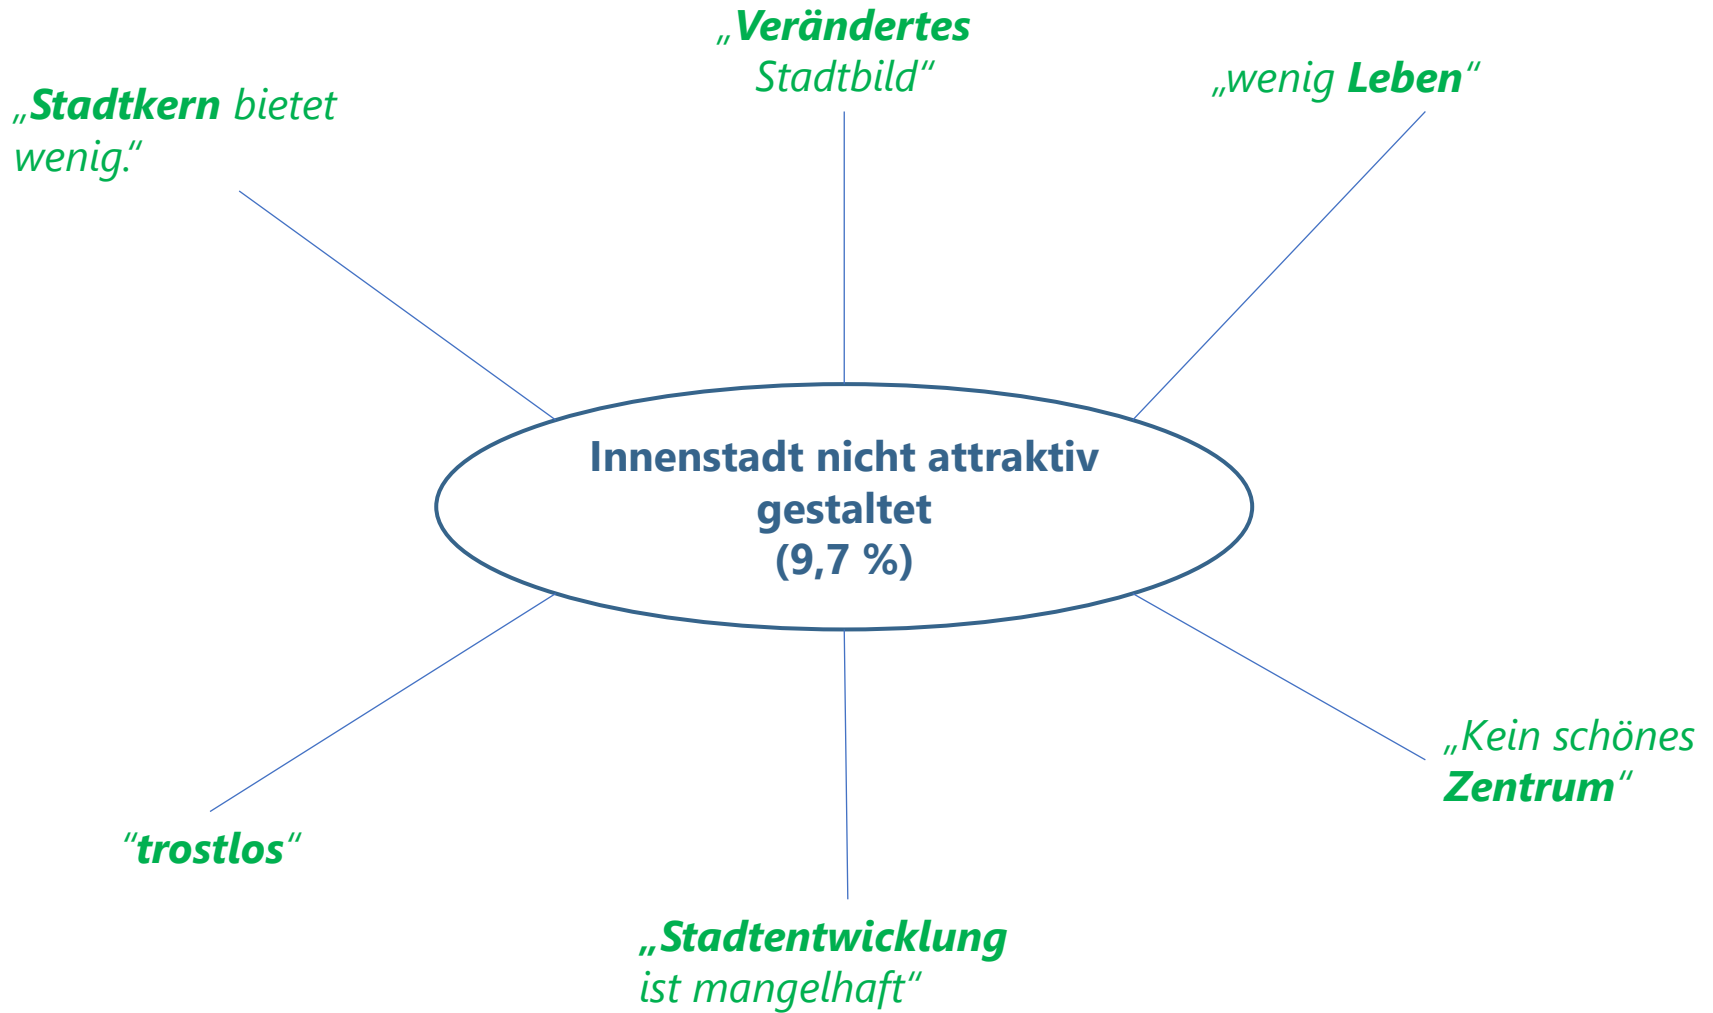 „Verändertes
Stadtbild“
„wenig Leben“
„Stadtkern bietet
wenig.“
Innenstadt nicht attraktiv
gestaltet
(9,7 %)
„Kein schönes
Zentrum“
“trostlos“
„Stadtentwicklung
ist mangelhaft“